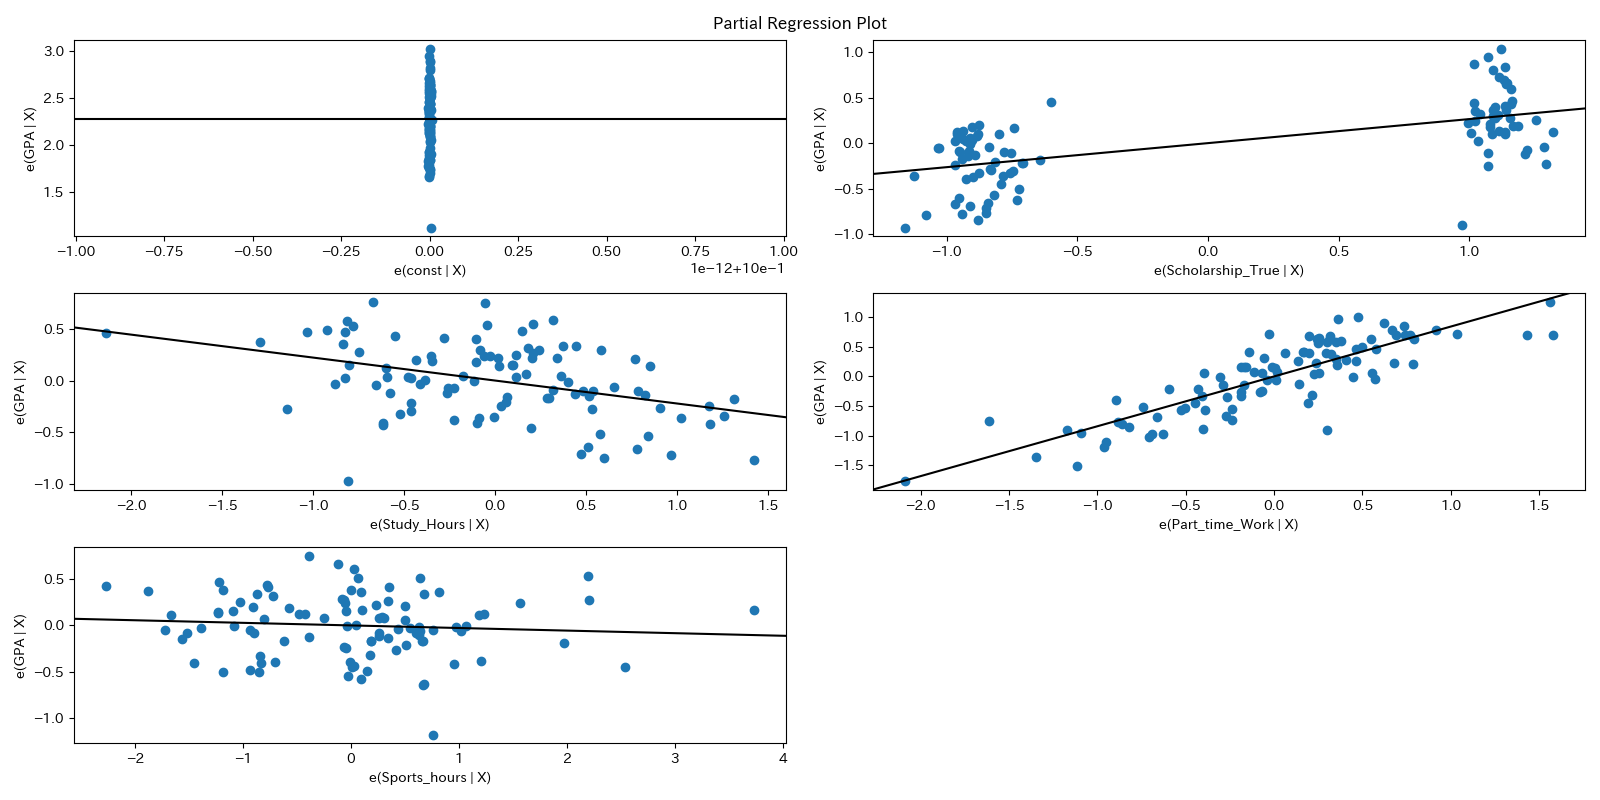 Partial Regression Plot
e(GPA | X)
3.0
2.5
2.0
1.5
−1.00 −0.75 −0.50 −0.25 0.00 0.25 0.50 0.75 1.00
e(const | X)
1e−12+10e−1
e(GPA | X)
1.0
0.5
0.0
−0.5
−1.0
−1.0 −0.5 0.0 0.5 1.0
e(Scholarship_True | X)
e(GPA | X)
0.5
0.0
−0.5
−1.0
−2.0 −1.5 −1.0 −0.5 0.0 0.5 1.0 1.5
e(Study_Hours | X)
e(GPA | X)
1.0
0.5
0.0
−0.5
−1.0
−1.5
−2.0 −1.5 −1.0 −0.5 0.0 0.5 1.0 1.5
e(Part_time_Work | X)
e(GPA | X)
0.5
0.0
−0.5
−1.0
−2 −1 0 1 2 3 4
e(Sports_hours | X)